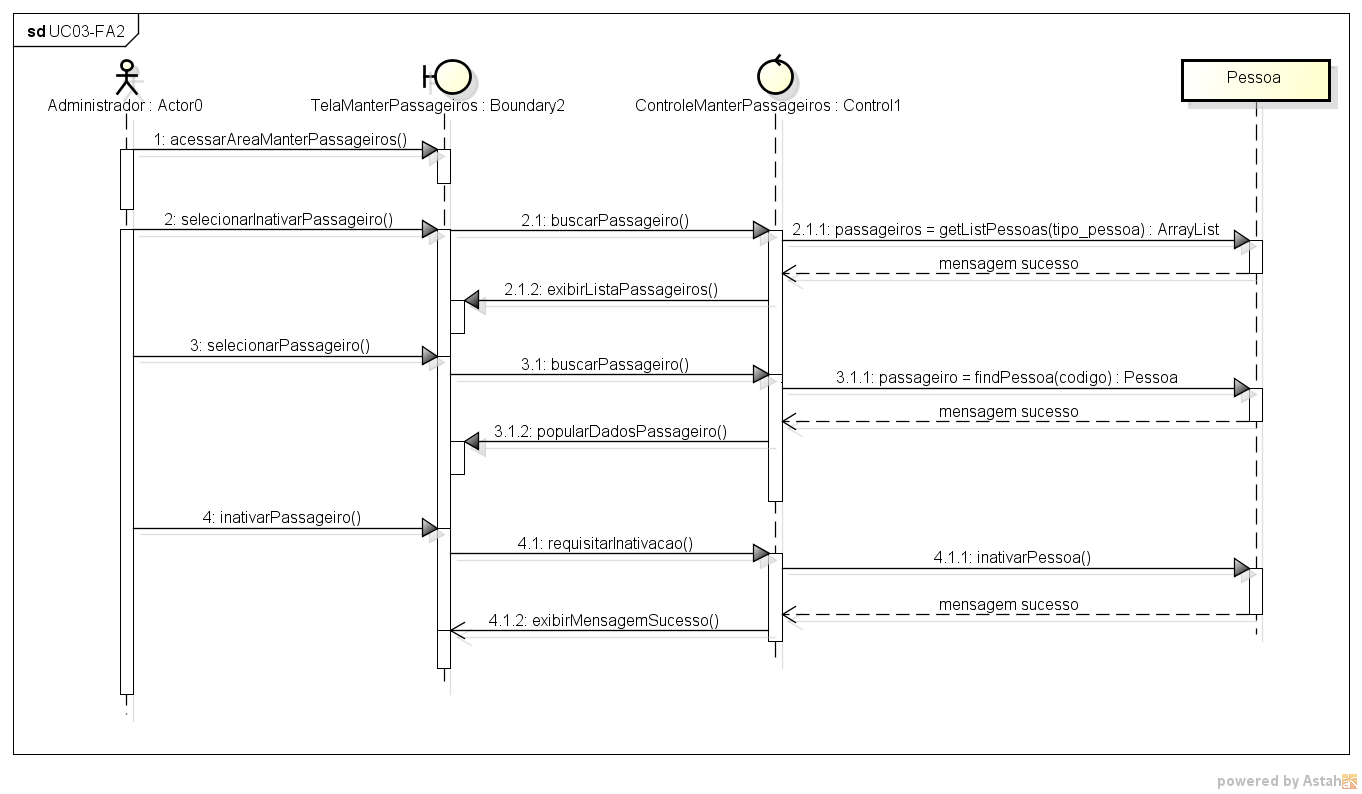 sd UC03-FA2
Administrador : Actor0
TelaManterPassageiros : Boundary2
ControleManterPassageiros : Control1
Pessoa
1: acessarAreaManterPassageiros()
2: selecionarInativarPassageiro()
2.1: buscarPassageiro()
2.1.1: passageiros = getListPessoas(tipo_pessoa) : ArrayList
mensagem sucesso
2.1.2: exibirListaPassageiros()
3: selecionarPassageiro()
3.1: buscarPassageiro()
3.1.1: passageiro = findPessoa(codigo) : Pessoa
mensagem sucesso
3.1.2: popularDadosPassageiro()
4: inativarPassageiro()
4.1: requisitarInativacao()
4.1.1: inativarPessoa()
mensagem sucesso
4.1.2: exibirMensagemSucesso()
powered by Astah